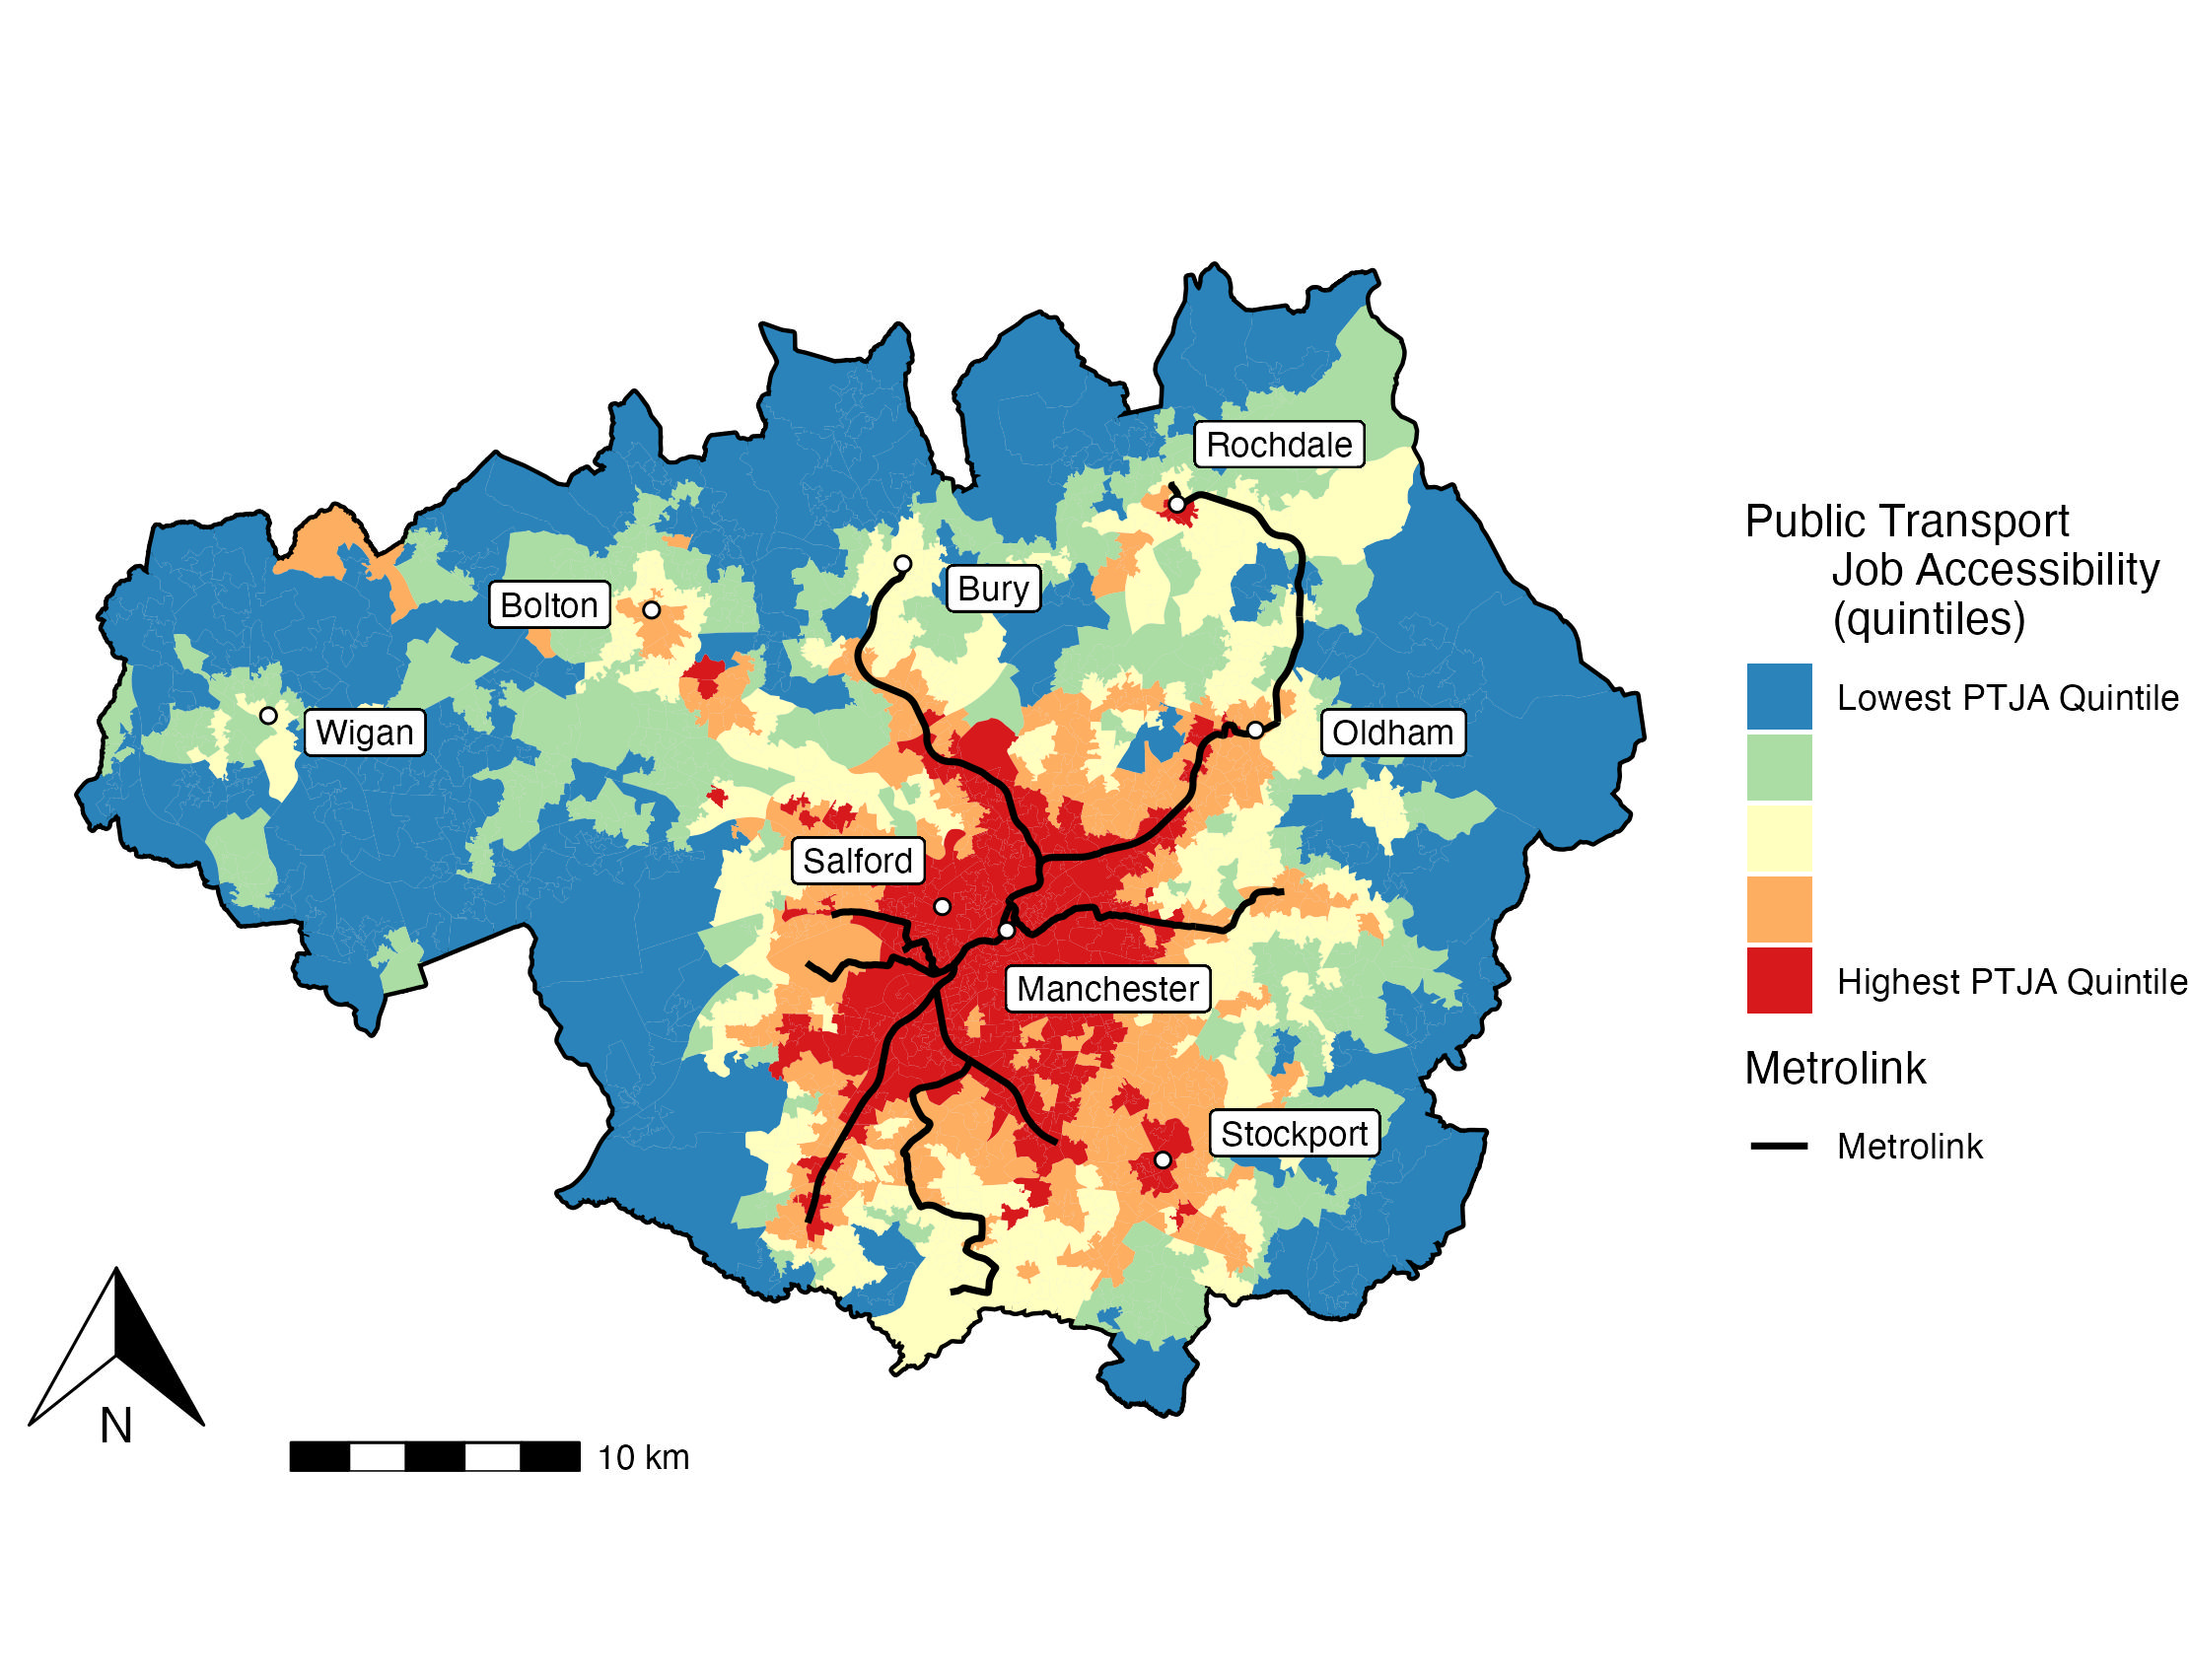 Rochdale
Bury
Bolton
Wigan
Oldham
Salford
Manchester
Stockport
Public Transport
Job Accessibility
(quintiles)
Lowest PTJA Quintile
Highest PTJA Quintile
Metrolink
Metrolink
N
10 km